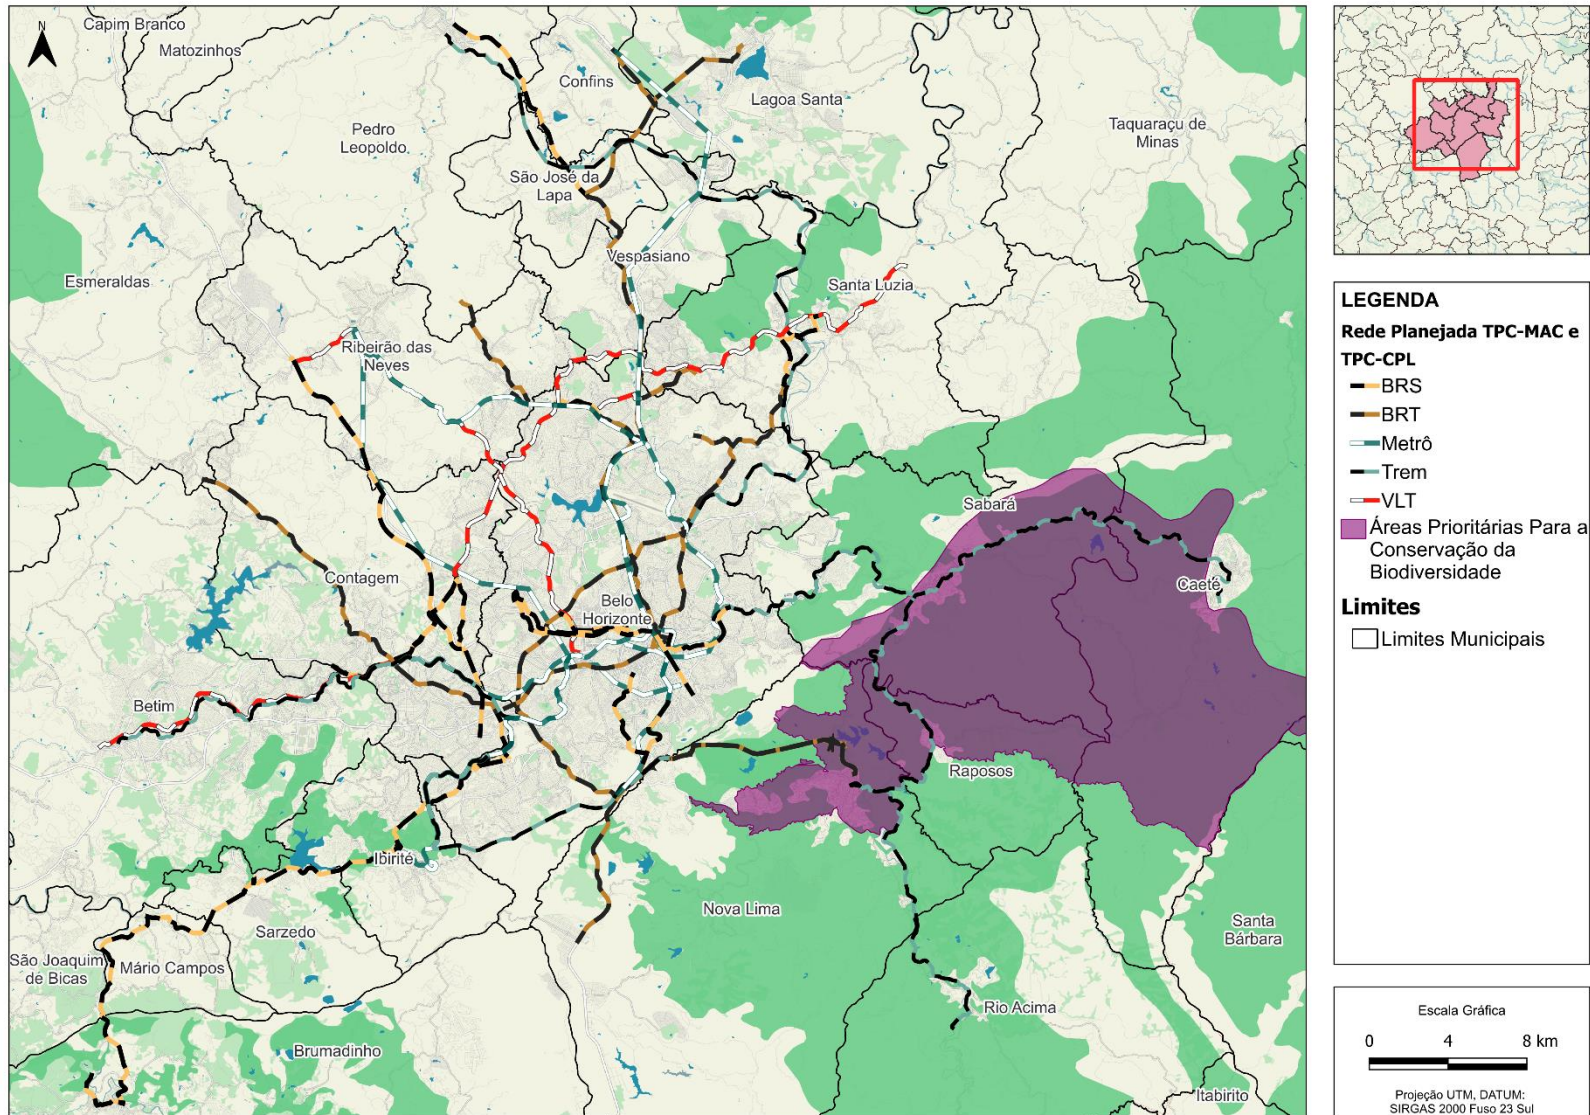 Capim Branco
N
Matozinhos
Confins
Lagoa Santa
Pedro
Leopoldo
Taquaraçu de
Minas
São José da
Lapa
Vespasiano
Esmeraldas
Santa Luzia
Ribeirão das
Neves
Sabará
Contagem
Caeté
Belo
Horizonte
Betim
Raposos
Ibirité
Nova Lima
Santa
Bárbara
Sarzedo
São Joaquim
de Bicas
Mário Campos
Rio Acima
Brumadinho
Itabirito
LEGENDA
Rede Planejada TPC-MAC e
TPC-CPL
BRS
BRT
Metrô
Trem
VLT
Áreas Prioritárias Para a
Conservação da
Biodiversidade
Limites
Limites Municipais
Escala Gráfica
0 4 8 km
Projeção UTM, DATUM:
SIRGAS 2000 Fuso 23 Sul